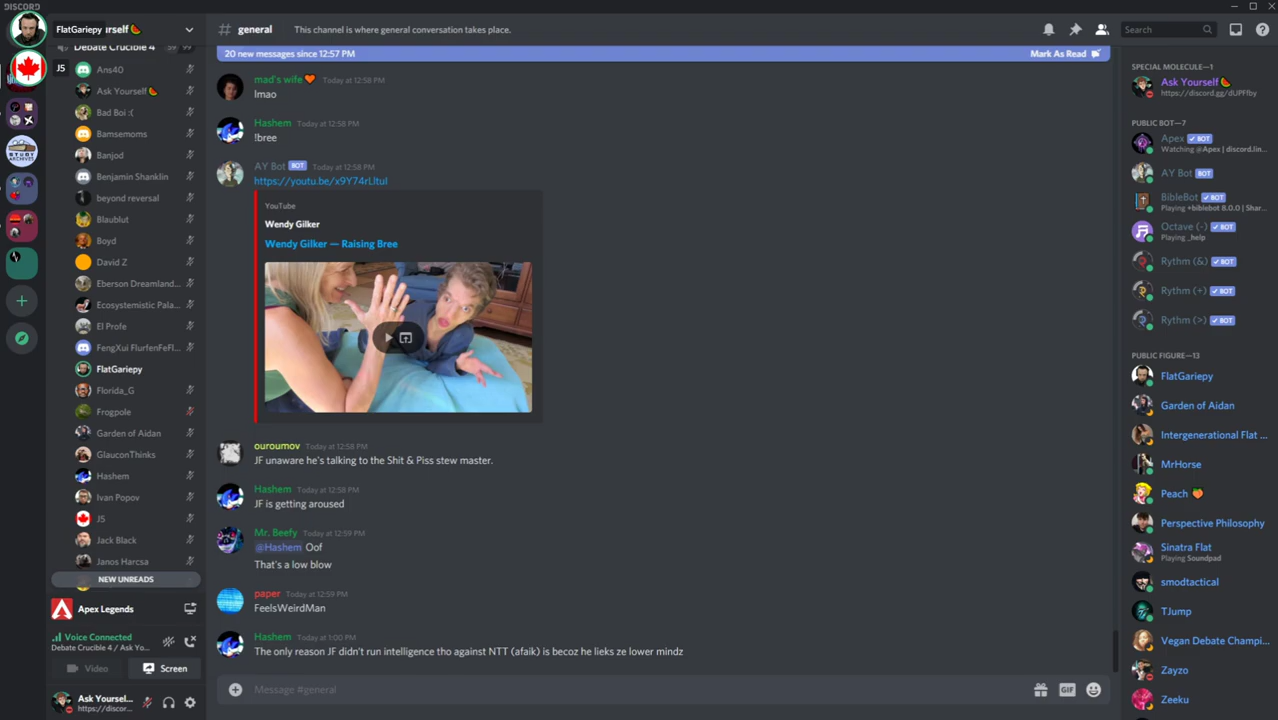 DISCORD
FlatGariepy
urself🍉
Debate Crucible 4
59 99
J5
Ans40
Ask Yourself🍉
Bad Boi :(
Bamsemoms
Banjod
Benjamin Shanklin
beyond reversal
Blaublut
Boyd
David Z
Eberson Dreamland...
Ecosystemistic Pala...
El Profe
FengXui FlurfenFeFl...
FlatGariepy
Florida_G
Frogpole
Garden of Aidan
GlauconThinks
Hashem
Ivan Popov
J5
Jack Black
Janos Harcsa
NEW UNREADS
Apex Legends
Voice Connected
Debate Crucible 4 / Ask Yo...
Video
Screen
Ask Yourself...
https://discor...
# general
This channel is where general conversation takes place.
Search
20 new messages since 12:57 PM
Mark As Read
mad's wife🧡 Today at 12:58 PM
lmao
Hashem Today at 12:58 PM
!bree
AY Bot BOT Today at 12:58 PM
YouTube
Wendy Gilker
Wendy Gilker — Raising Bree
ouroumov Today at 12:58 PM
JF unaware he's talking to the Shit & Piss stew master.
Hashem Today at 12:58 PM
JF is getting aroused
Mr. Beefy Today at 12:59 PM
@Hashem Oof
That's a low blow
paper Today at 12:59 PM
FeelsWeirdMan
Hashem Today at 1:00 PM
The only reason JF didn't run intelligence tho against NTT (afaik) is becoz he lieks ze lower mindz
Message #general
GIF
SPECIAL MOLECULE—1
Ask Yourself🍉
https://discord.gg/dUPFfby
PUBLIC BOT—7
Apex ✓ BOT
Watching @Apex | discord.lin...
AY Bot BOT
BibleBot ✓ BOT
Playing +biblebot 8.0.0 | Shar...
Octave (-) ✓ BOT
Playing _help
Rythm (&) ✓ BOT
Rythm (+) ✓ BOT
Rythm (>) ✓ BOT
PUBLIC FIGURE—13
FlatGariepy
Garden of Aidan
Intergenerational Flat ...
MrHorse
Peach 🍑
Perspective Philosophy
Sinatra Flat
Playing Soundpad
smodtactical
TJump
Vegan Debate Champi...
Zayzo
Zeeku